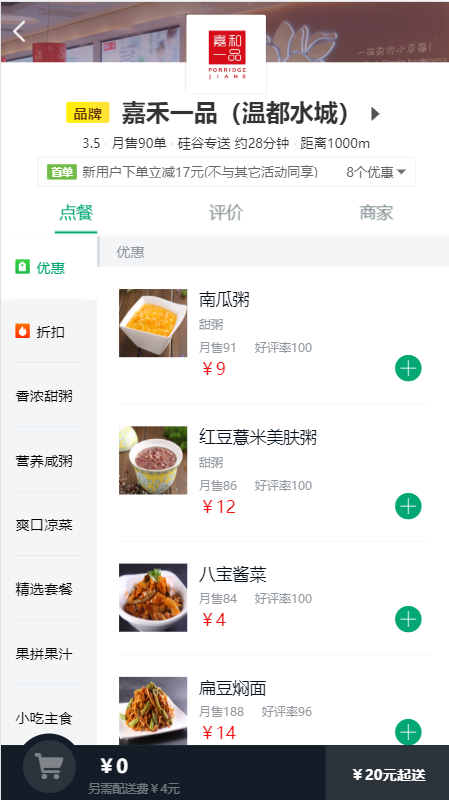 嘉和
一品
PORRIDGE
JIAHE
品牌 嘉禾一品（温都水城）
3.5 · 月售90单 · 硅谷专送 约28分钟 · 距离1000m
首单 新用户下单立减17元(不与其它活动同享) 8个优惠
点餐 评价 商家
优惠
折扣
香浓甜粥
营养咸粥
爽口凉菜
精选套餐
果拼果汁
小吃主食
优惠
南瓜粥
甜粥
月售91 好评率100
￥9
红豆薏米美肤粥
甜粥
月售86 好评率100
￥12
八宝酱菜
月售84 好评率100
￥4
扁豆焖面
月售188 好评率96
￥14
￥0
另需配送费￥4元
￥20元起送